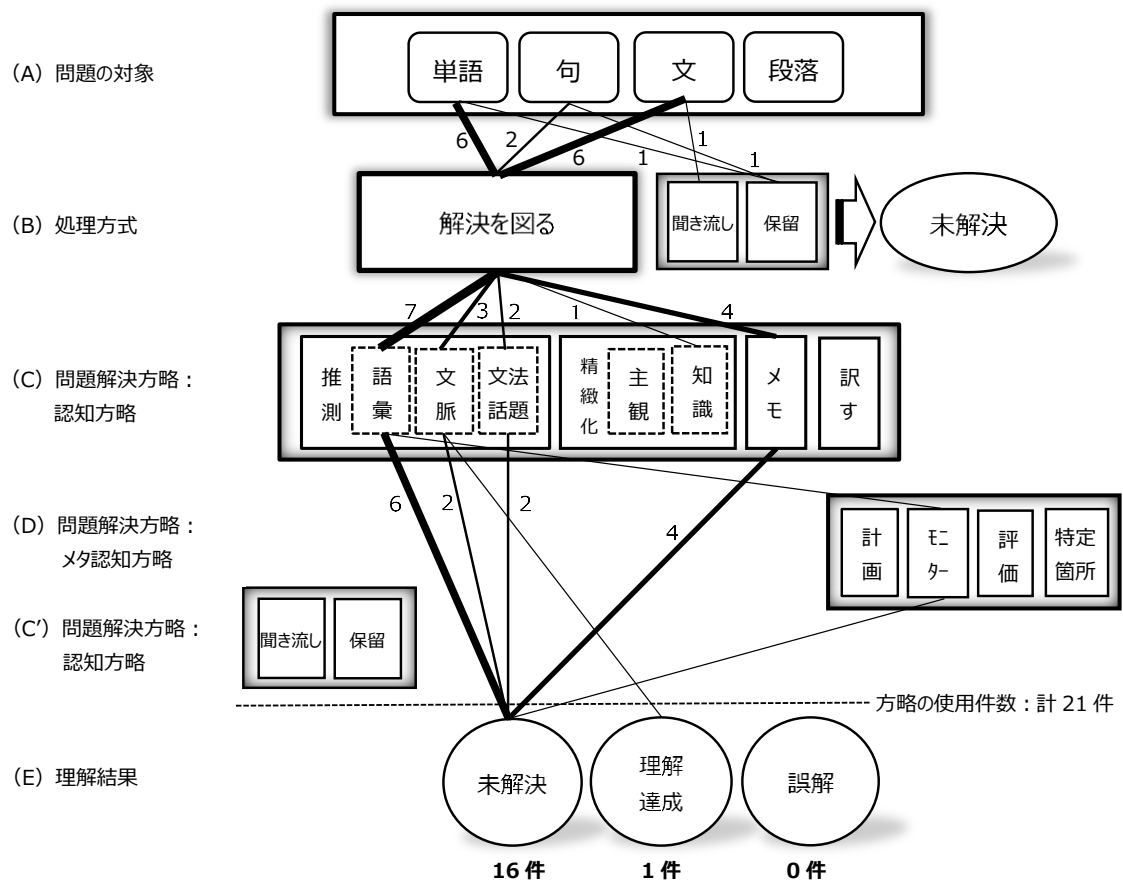 (A) 問題の対象
単語
句
文
段落
6
2
6
1
1
1
(B) 処理方式
解決を図る
聞き流し
保留
未解決
7
3
2
1
4
(C) 問題解決方略:
認知方略
推測
語彙
文脈
文法
話題
精緻化
主観
知識
メモ
訳す
6
2
2
4
(D) 問題解決方略:
メタ認知方略
計画
モニ
ター
評価
特定
箇所
(C′) 問題解決方略:
認知方略
聞き流し
保留
方略の使用件数:計 21 件
(E) 理解結果
未解決
理解
達成
誤解
16 件
1 件
0 件